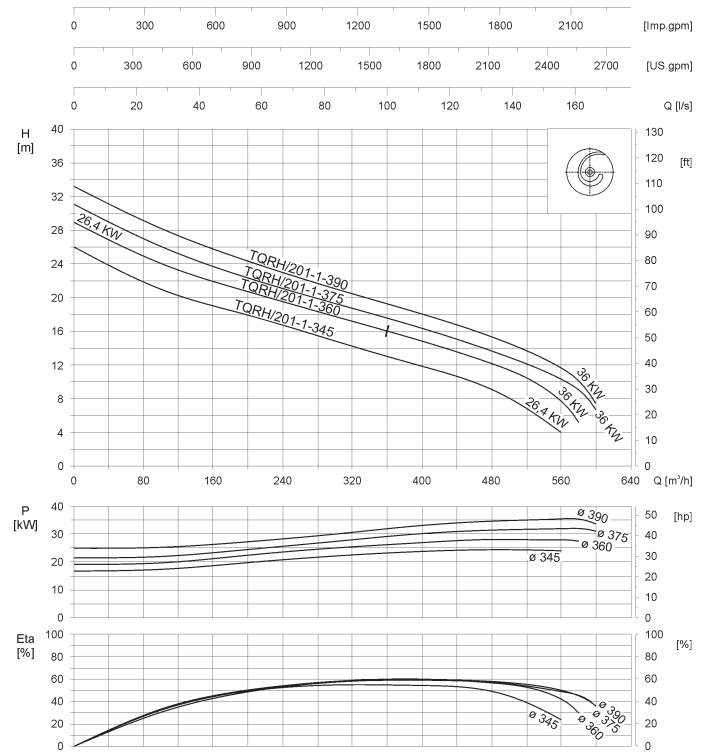 0 300 600 900 1200 1500 1800 2100 [Imp.gpm]
0 300 600 900 1200 1500 1800 2100 2400 2700 [US.gpm]
0 20 40 60 80 100 120 140 160 Q [l/s]
H
[m]
40
36
32
28
24
20
16
12
8
4
0
130
120
110
100
90
80
70
60
50
40
30
20
10
0
[ft]
26,4 KW
TQRH/201-1-390
TQRH/201-1-375
TQRH/201-1-360
TQRH/201-1-345
36 KW
36 KW
36 KW
26,4 KW
0 80 160 240 320 400 480 560 640 Q [m³/h]
P
[kW]
40
30
20
10
0
50
40
30
20
10
0
[hp]
ø 390
ø 375
ø 360
ø 345
Eta
[%]
100
80
60
40
20
0
100
80
60
40
20
0
[%]
ø 390
ø 375
ø 360
ø 345